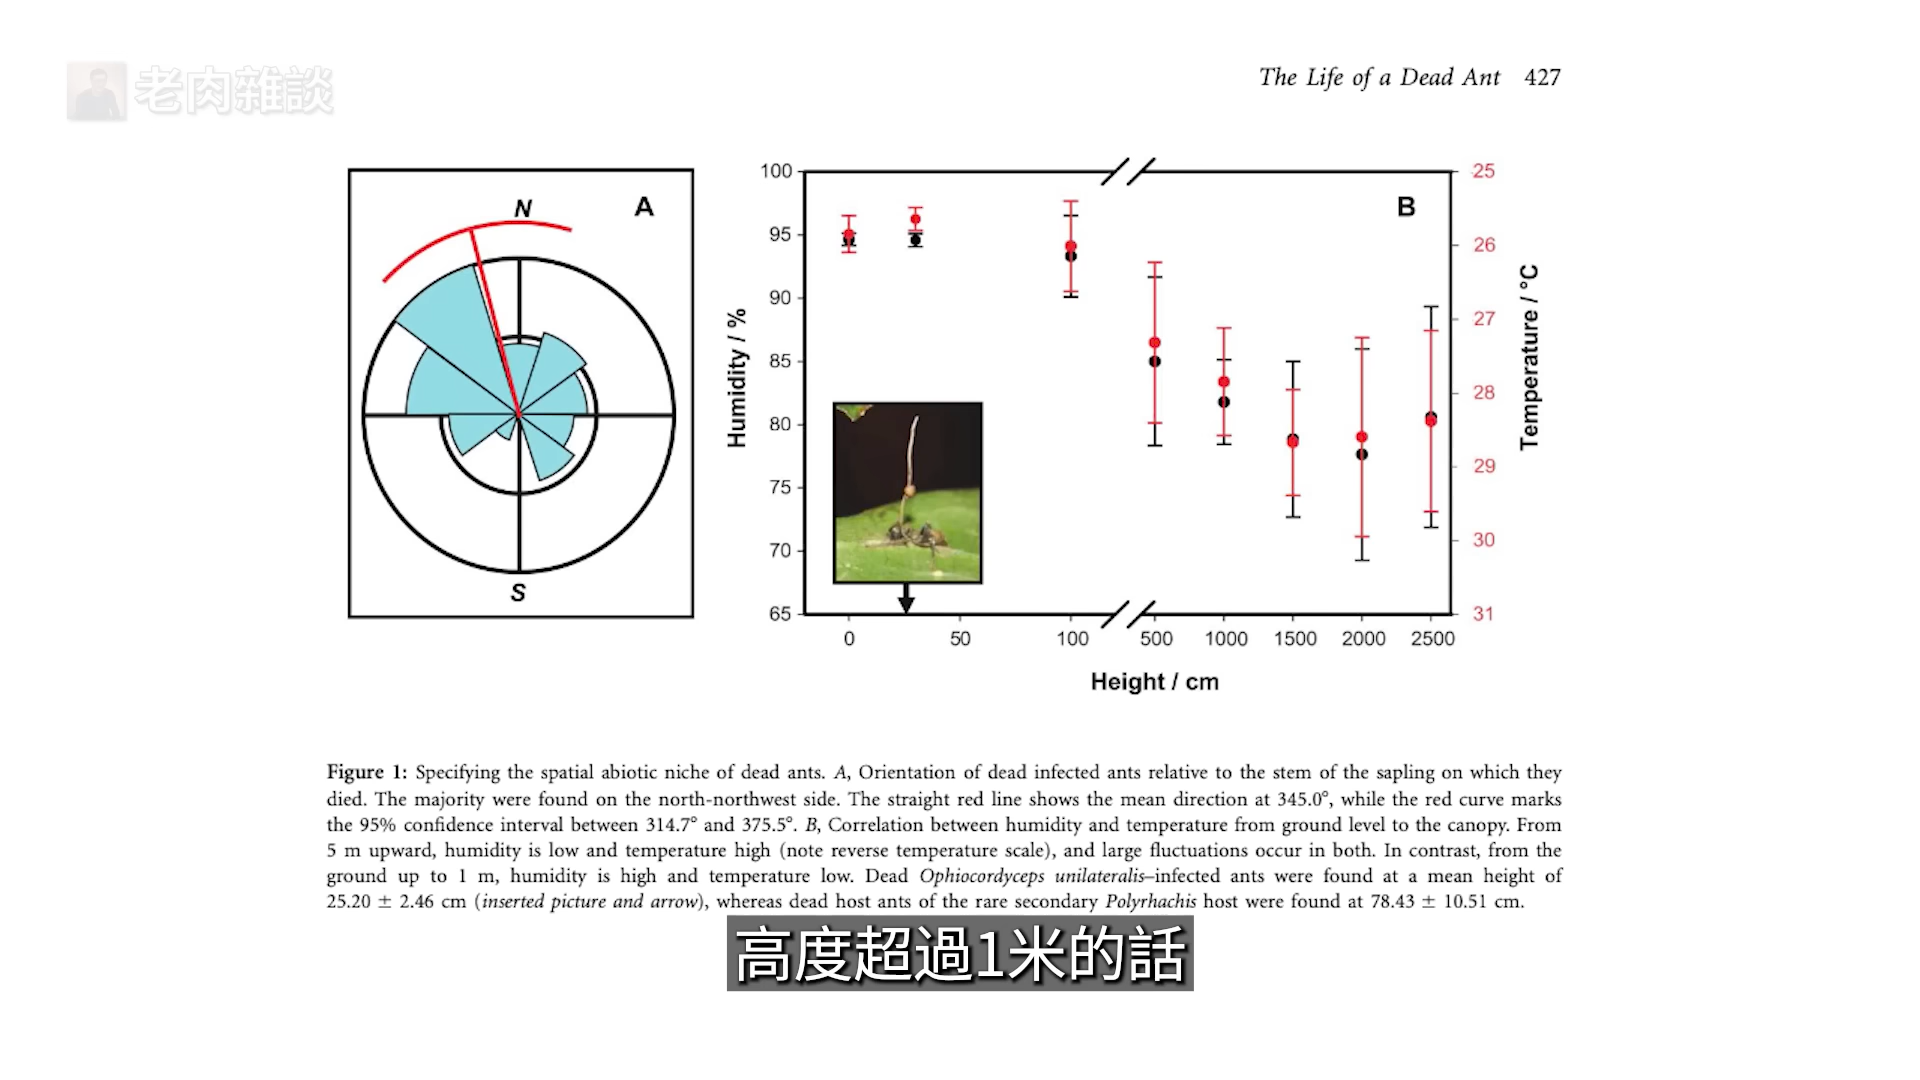 老肉雜談
The Life of a Dead Ant 427
N
A
S
100
95
90
85
80
75
70
65
Humidity / %
B
25
26
27
28
29
30
31
Temperature / °C
0 50 100 500 1000 1500 2000 2500
Height / cm
Figure 1: Specifying the spatial abiotic niche of dead ants. A, Orientation of dead infected ants relative to the stem of the sapling on which they
died. The majority were found on the north-northwest side. The straight red line shows the mean direction at 345.0°, while the red curve marks
the 95% confidence interval between 314.7° and 375.5°. B, Correlation between humidity and temperature from ground level to the canopy. From
5 m upward, humidity is low and temperature high (note reverse temperature scale), and large fluctuations occur in both. In contrast, from the
ground up to 1 m, humidity is high and temperature low. Dead Ophiocordyceps unilateralis–infected ants were found at a mean height of
25.20 ± 2.46 cm (inserted picture and arrow), whereas dead host ants of the rare secondary Polyrhachis host were found at 78.43 ± 10.51 cm.
高度超過1米的話